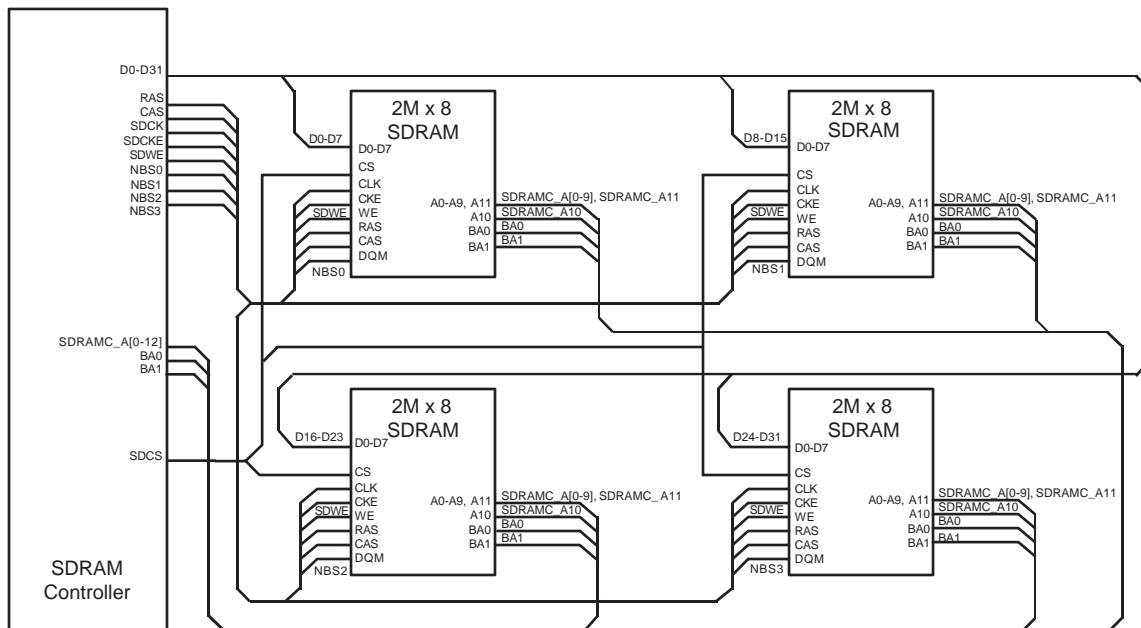 D0-D31
RAS
CAS
SDCK
SDCKE
SDWE
NBS0
NBS1
NBS2
NBS3
SDRAMC_A[0-12]
BA0
BA1
SDCS
SDRAM
Controller
2M x 8
SDRAM
D0-D7
D0-D7
CS
CLK
CKE
SDWE
WE
RAS
CAS
DQM
NBS0
A0-A9, A11
A10
BA0
BA1
SDRAMC_A[0-9], SDRAMC_A11
SDRAMC_A10
BA0
BA1
2M x 8
SDRAM
D8-D15
D0-D7
CS
CLK
CKE
SDWE
WE
RAS
CAS
DQM
NBS1
A0-A9, A11
A10
BA0
BA1
SDRAMC_A[0-9], SDRAMC_A11
SDRAMC_A10
BA0
BA1
2M x 8
SDRAM
D16-D23
D0-D7
CS
CLK
CKE
SDWE
WE
RAS
CAS
DQM
NBS2
A0-A9, A11
A10
BA0
BA1
SDRAMC_A[0-9], SDRAMC_A11
SDRAMC_A10
BA0
BA1
2M x 8
SDRAM
D24-D31
D0-D7
CS
CLK
CKE
SDWE
WE
RAS
CAS
DQM
NBS3
A0-A9, A11
A10
BA0
BA1
SDRAMC_A[0-9], SDRAMC_A11
SDRAMC_A10
BA0
BA1